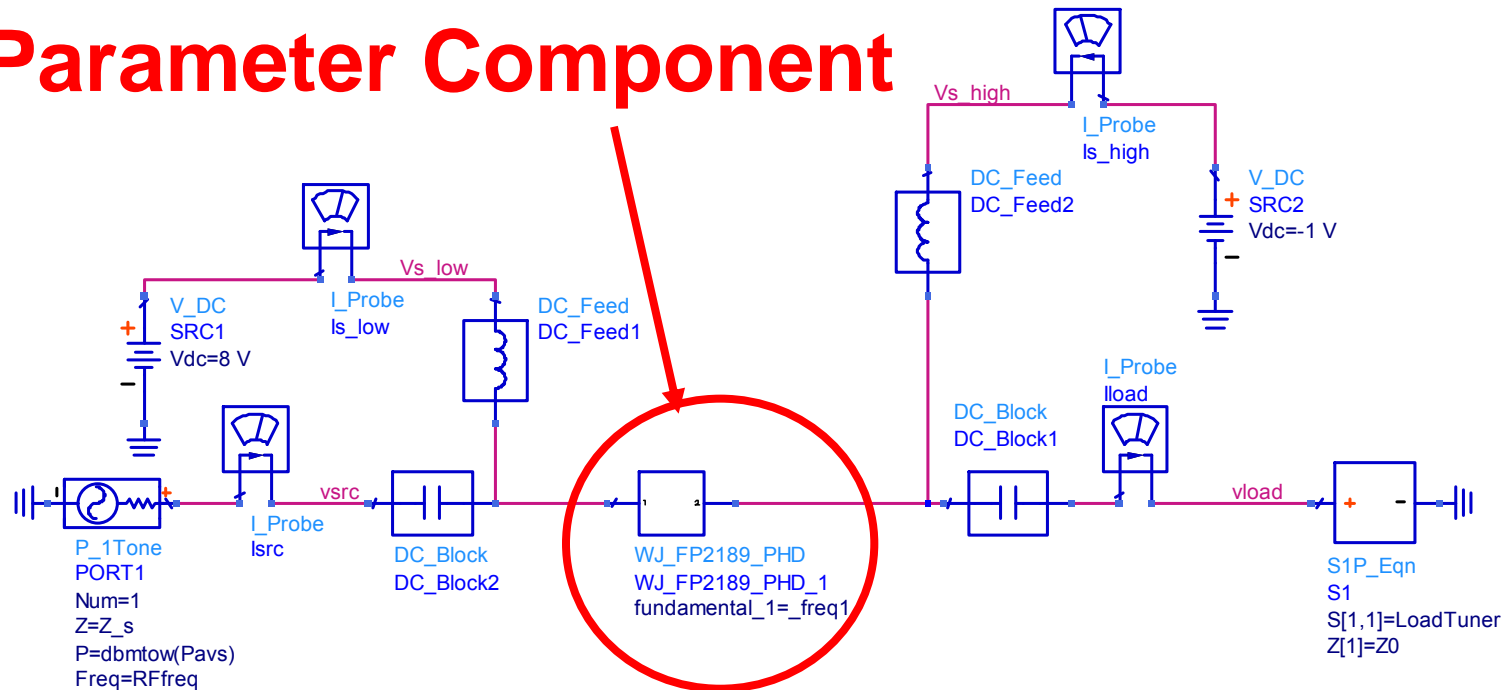 Parameter Component
Vs_high
I_Probe
Is_high
DC_Feed
DC_Feed2
V_DC
SRC2
Vdc=-1 V
+
-
Vs_low
I_Probe
Is_low
V_DC
SRC1
Vdc=8 V
+
-
DC_Feed
DC_Feed1
I_Probe
Iload
DC_Block
DC_Block1
vsrc
I_Probe
Isrc
DC_Block
DC_Block2
1
2
WJ_FP2189_PHD
WJ_FP2189_PHD_1
fundamental_1=_freq1
vload
+
-
P_1Tone
PORT1
Num=1
Z=Z_s
P=dbmtow(Pavs)
Freq=RFfreq
S1P_Eqn
S1
S[1,1]=LoadTuner
Z[1]=Z0